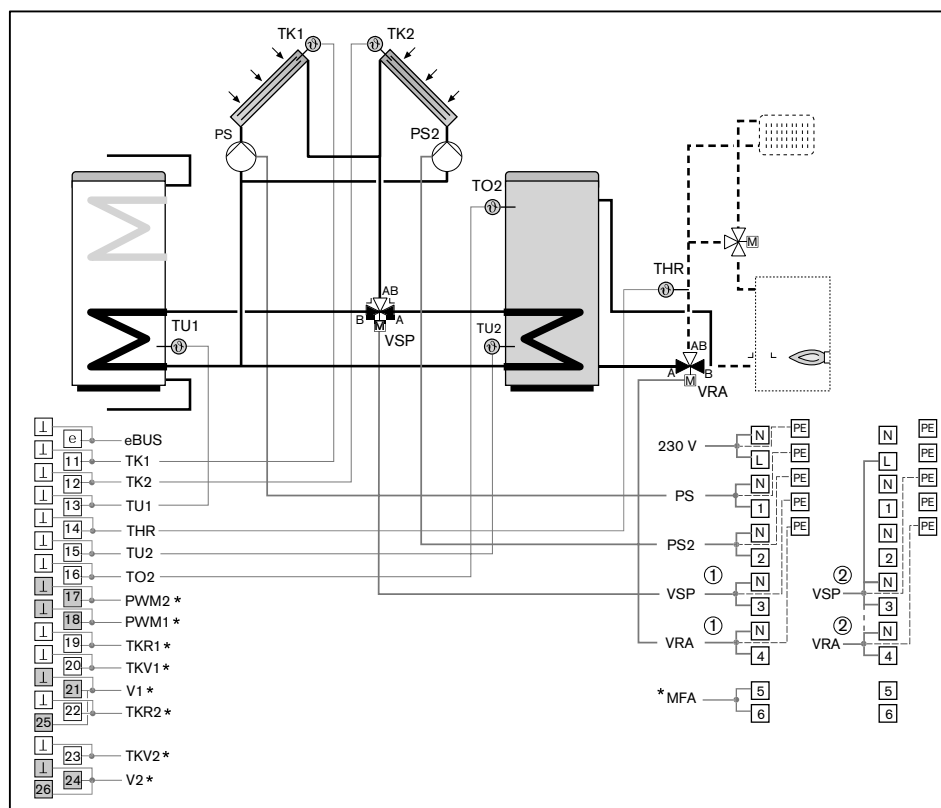 TK1 TK2
PS PS2
TO2
M
THR
AB
B A
M
TU1 VSP TU2
AB
A B
M
VRA
⊥
e eBUS
⊥
11 TK1
⊥
12 TK2
⊥
13 TU1
⊥
14 THR
⊥
15 TU2
⊥
16 TO2
⊥
17 PWM2 *
⊥
18 PWM1 *
⊥
19 TKR1 *
⊥
20 TKV1 *
⊥
21 V1 *
⊥
22 TKR2 *
25
⊥
23 TKV2 *
⊥
24 V2 *
26
230 V N PE
L PE
PS N PE
1 PE
PS2 N PE
2
① VSP N
3
① VRA N
4
* MFA 5
6
N PE
L PE
N PE
1 PE
N PE
2
② VSP N
3
② VRA N
4
5
6